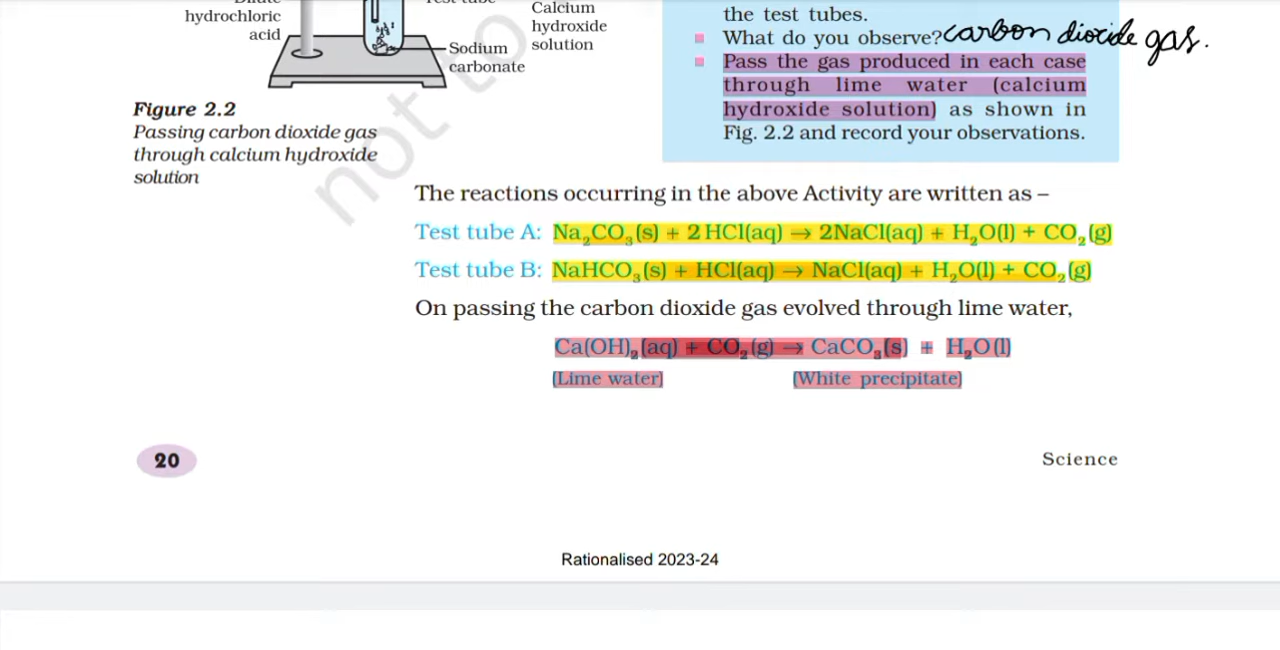 hydrochloric
acid
Calcium
hydroxide
solution
Sodium
carbonate
Figure 2.2
Passing carbon dioxide gas
through calcium hydroxide
solution
not to
the test tubes.
What do you observe? carbon dioxide gas.
Pass the gas produced in each case
through lime water (calcium
hydroxide solution) as shown in
Fig. 2.2 and record your observations.
The reactions occurring in the above Activity are written as –
Test tube A: Na₂CO₃(s) + 2 HCl(aq) → 2NaCl(aq) + H₂O(l) + CO₂(g)
Test tube B: NaHCO₃(s) + HCl(aq) → NaCl(aq) + H₂O(l) + CO₂(g)
On passing the carbon dioxide gas evolved through lime water,
Ca(OH)₂(aq) + CO₂(g) → CaCO₃(s) + H₂O(l)
(Lime water) (White precipitate)
20
Science
Rationalised 2023-24